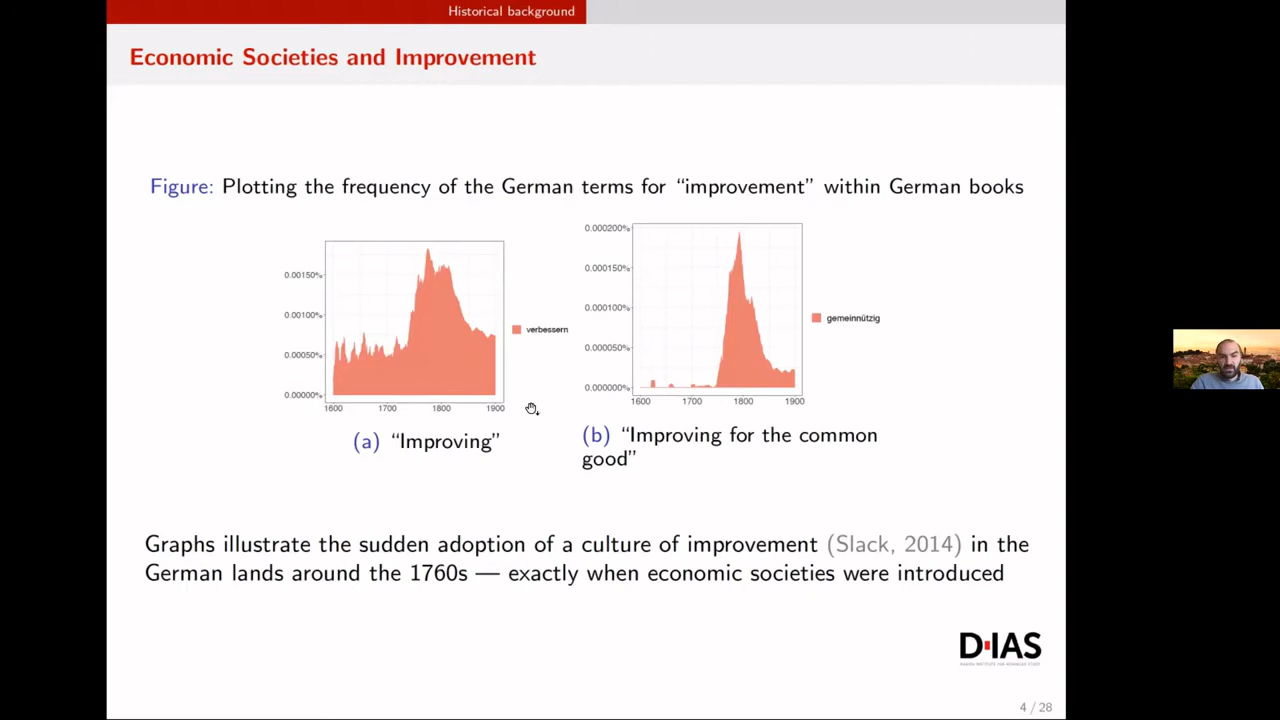 Historical background
Economic Societies and Improvement
Figure: Plotting the frequency of the German terms for “improvement” within German books
0.00150%
0.00100%
0.00050%
0.00000%
1600 1700 1800 1900
verbessern
(a) “Improving”
0.000200%
0.000150%
0.000100%
0.000050%
0.000000%
1600 1700 1800 1900
gemeinnützig
(b) “Improving for the common
good”
Graphs illustrate the sudden adoption of a culture of improvement (Slack, 2014) in the
German lands around the 1760s — exactly when economic societies were introduced
D·IAS
4 / 28